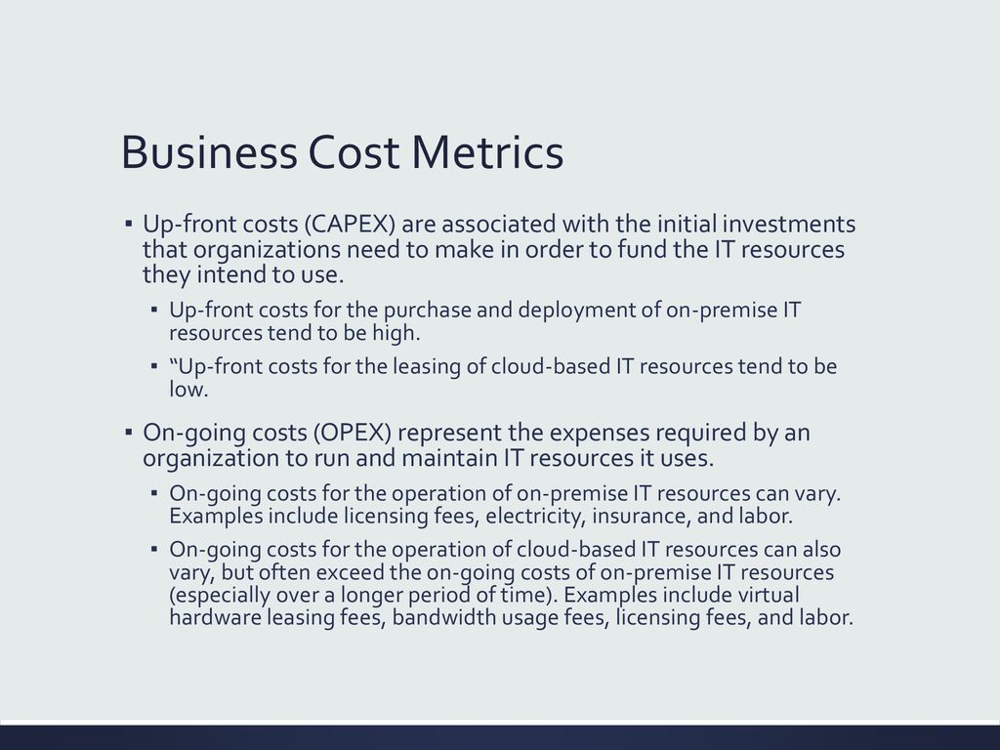 Business Cost Metrics
▪ Up-front costs (CAPEX) are associated with the initial investments
that organizations need to make in order to fund the IT resources
they intend to use.
▪ Up-front costs for the purchase and deployment of on-premise IT
resources tend to be high.
▪ “Up-front costs for the leasing of cloud-based IT resources tend to be
low.
▪ On-going costs (OPEX) represent the expenses required by an
organization to run and maintain IT resources it uses.
▪ On-going costs for the operation of on-premise IT resources can vary.
Examples include licensing fees, electricity, insurance, and labor.
▪ On-going costs for the operation of cloud-based IT resources can also
vary, but often exceed the on-going costs of on-premise IT resources
(especially over a longer period of time). Examples include virtual
hardware leasing fees, bandwidth usage fees, licensing fees, and labor.